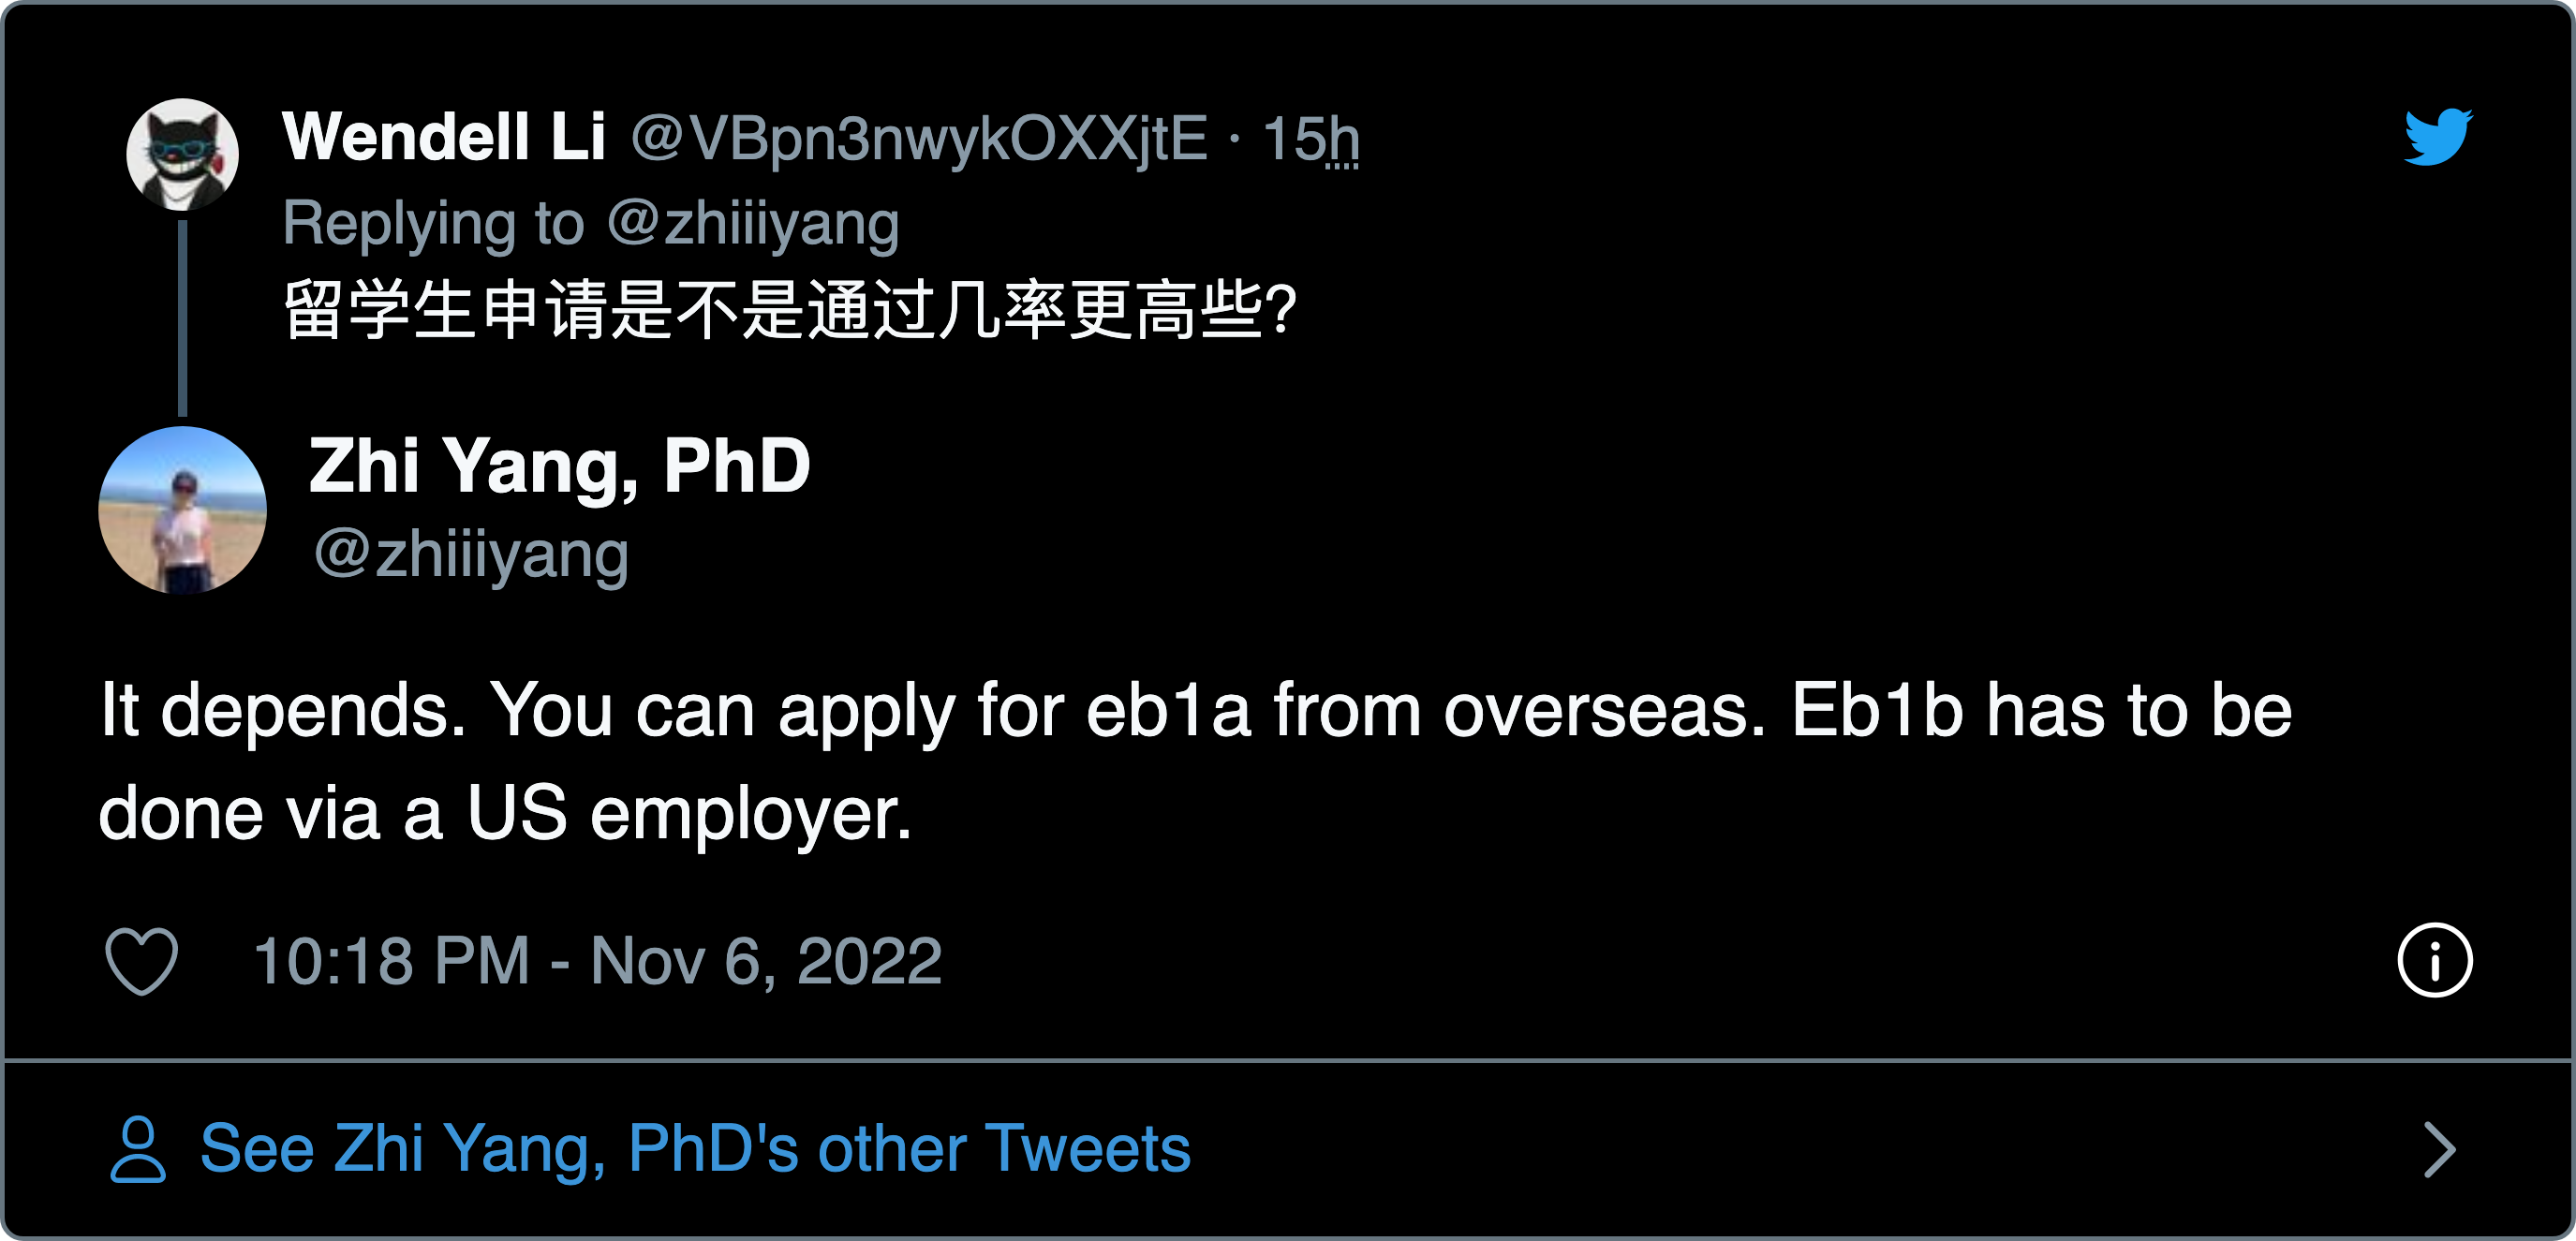 Wendell Li @VBpn3nwykOXXjtE · 15h
Replying to @zhiiiyang
留学生申请是不是通过几率更高些?
Zhi Yang, PhD
@zhiiiyang
It depends. You can apply for eb1a from overseas. Eb1b has to be
done via a US employer.
10:18 PM - Nov 6, 2022
See Zhi Yang, PhD's other Tweets